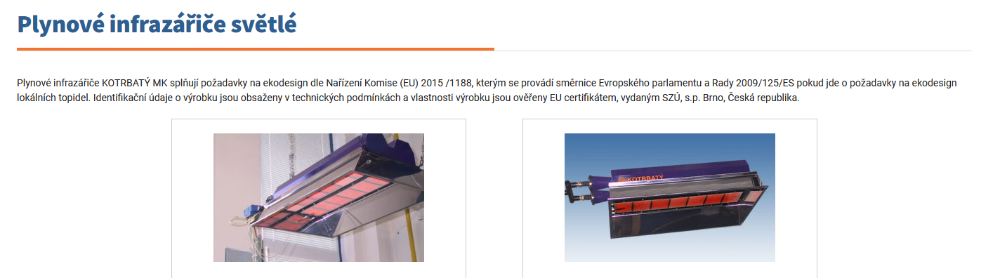 Plynové infrazářiče světlé
Plynové infrazářiče KOTRBATÝ MK splňují požadavky na ekodesign dle Nařízení Komise (EU) 2015 /1188, kterým se provádí směrnice Evropského parlamentu a Rady 2009/125/ES pokud jde o požadavky na ekodesign
lokálních topidel. Identifikační údaje o výrobku jsou obsaženy v technických podmínkách a vlastnosti výrobku jsou ověřeny EU certifikátem, vydaným SZÚ, s.p. Brno, Česká republika.
KOTRBATÝ